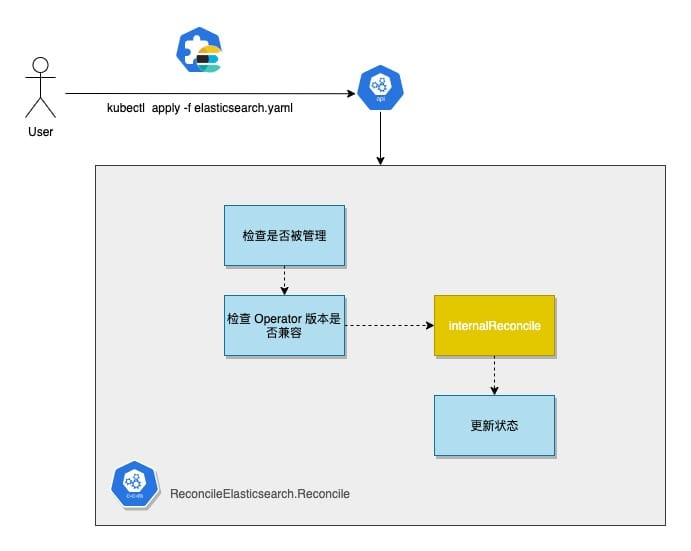 kubectl apply -f elasticsearch.yaml
api
User
检查是否被管理
检查 Operator 版本是
否兼容
internalReconcile
更新状态
c-c-m
ReconcileElasticsearch.Reconcile